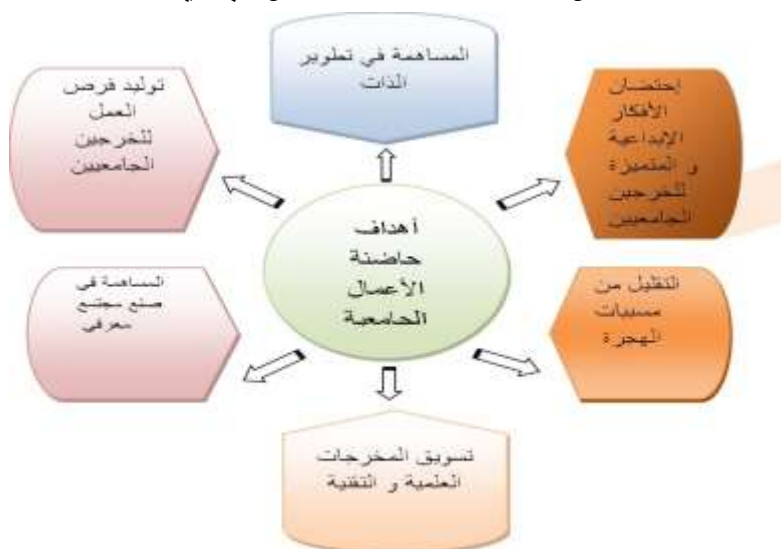 المساهمة في تطوير
الذات
إحتضان
الأفكار
الإبداعية
و المتميزة
للخرجين
الجامعيين
توليد فرص
العمل
للخرجين
الجامعيين
أهداف
حاضنة
الأعمال
الجامعية
التقليل من
مسببات
الهجرة
المساهمة في
صنع مجتمع
معرفي
تسويق المخرجات
العلمية و التقنية